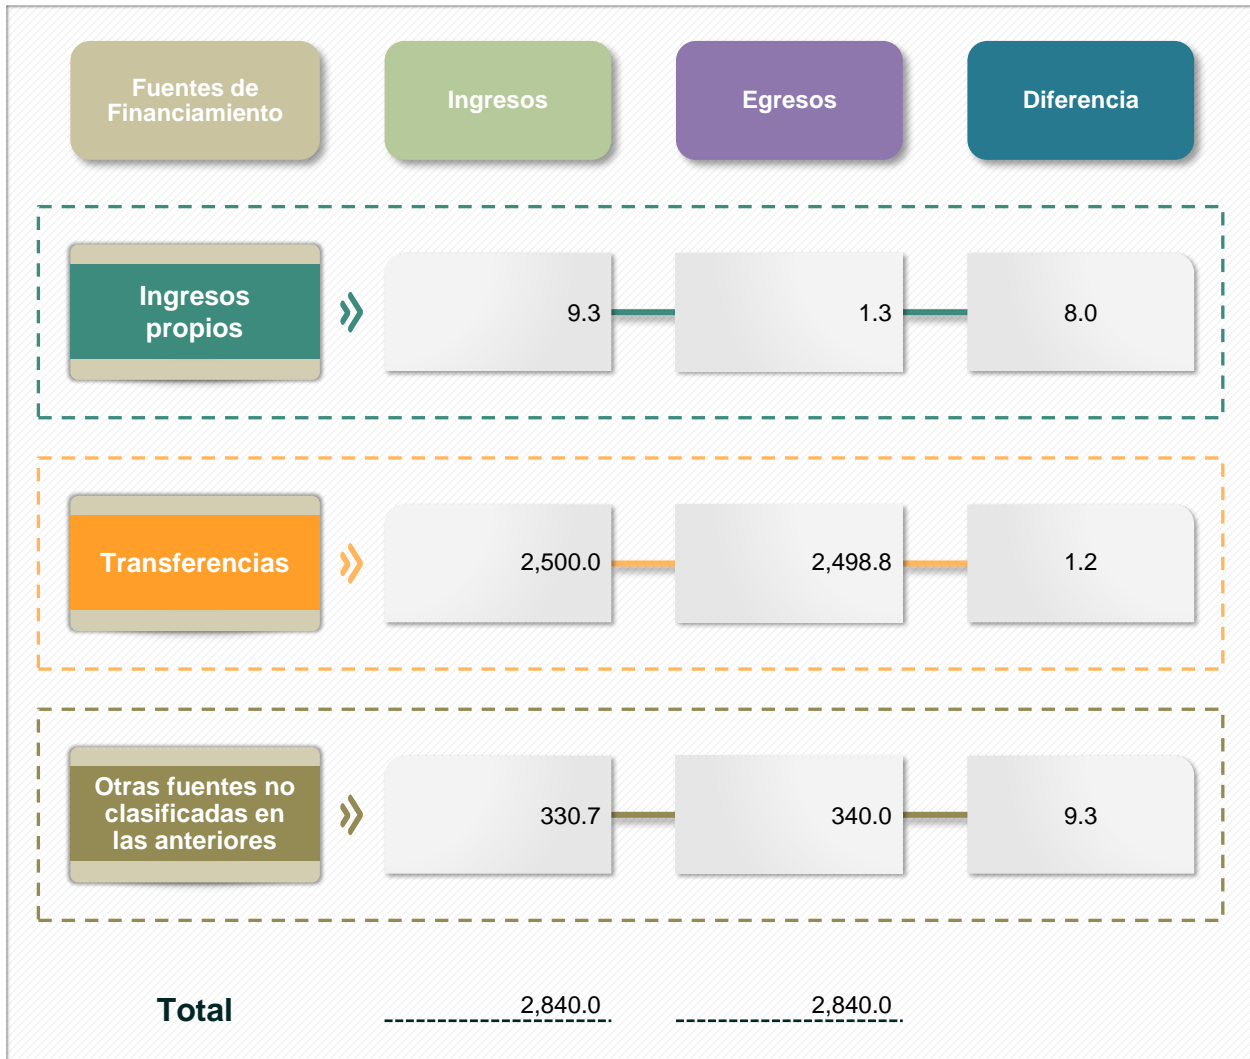 Fuentes de
Financiamiento
Ingresos
Egresos
Diferencia
Ingresos
propios
9.3
1.3
8.0
Transferencias
2,500.0
2,498.8
1.2
Otras fuentes no
clasificadas en
las anteriores
330.7
340.0
9.3
Total
2,840.0
2,840.0